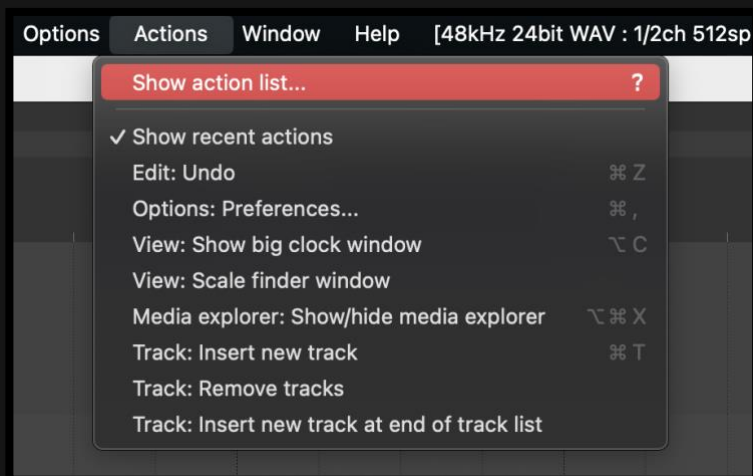 Options Actions Window Help [48kHz 24bit WAV : 1/2ch 512sp
Show action list... ?
✓ Show recent actions
Edit: Undo ⌘ Z
Options: Preferences... ⌘ ,
View: Show big clock window ⌥ C
View: Scale finder window
Media explorer: Show/hide media explorer ⌥ ⌘ X
Track: Insert new track ⌘ T
Track: Remove tracks
Track: Insert new track at end of track list